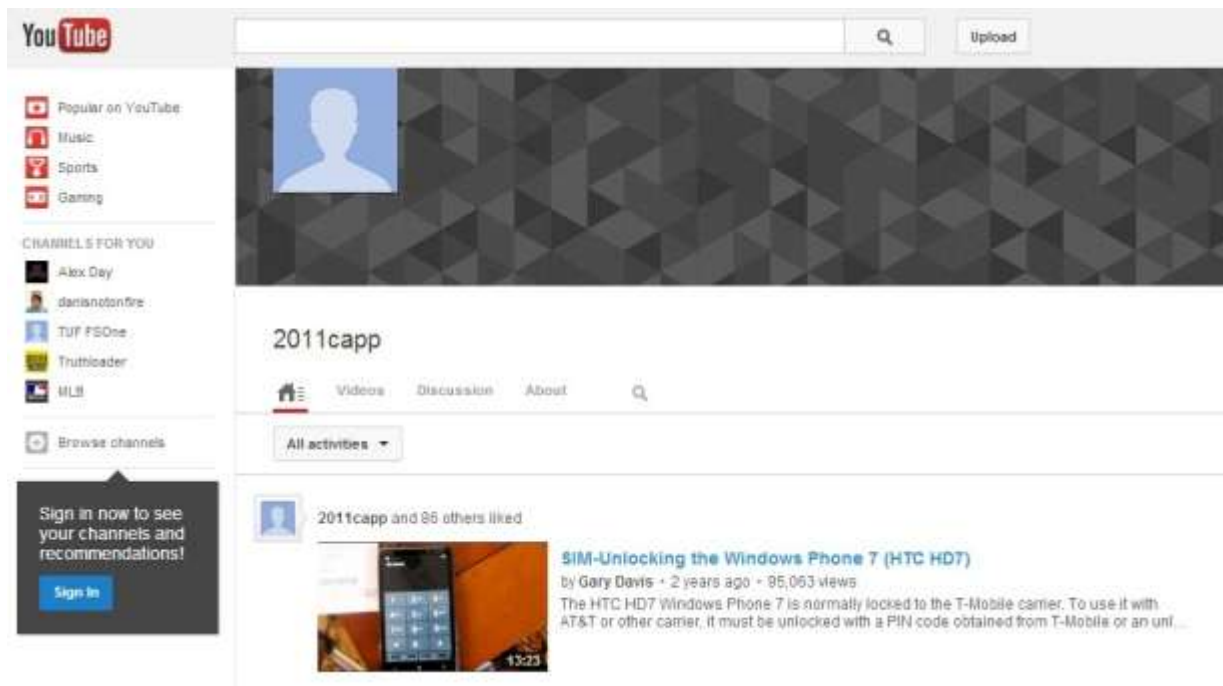 YouTube
Upload
Popular on YouTube
Music
Sports
Gaming
CHANNELS FOR YOU
Alex Day
danisnotonfire
TUF FSOne
Truthloader
MLB
Browse channels
Sign in now to see
your channels and
recommendations!
Sign In
2011capp
Videos
Discussion
About
All activities
2011capp and 86 others liked
SIM-Unlocking the Windows Phone 7 (HTC HD7)
by Gary Davis • 2 years ago • 95,063 views
The HTC HD7 Windows Phone 7 is normally locked to the T-Mobile carrier. To use it with
AT&T or other carrier, it must be unlocked with a PIN code obtained from T-Mobile or an unl...
13:23